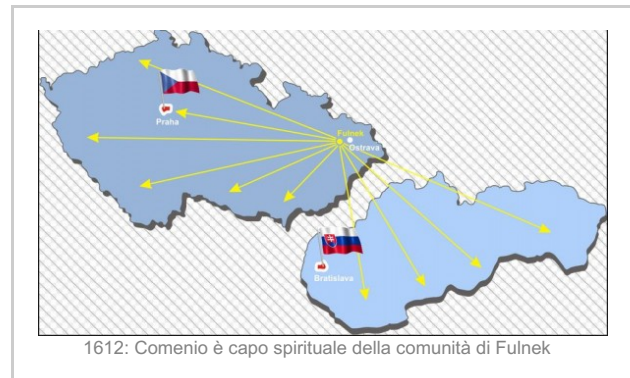 Praha
Fulnek
Ostrava
Bratislava
1612: Comenio è capo spirituale della comunità di Fulnek